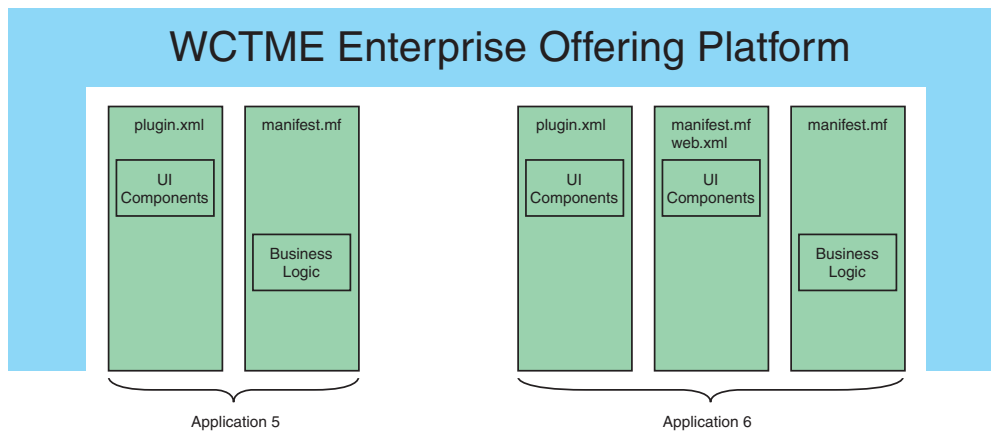 WCTME Enterprise Offering Platform
plugin.xml
UI
Components
manifest.mf
Business
Logic
plugin.xml
UI
Components
manifest.mf
web.xml
UI
Components
manifest.mf
Business
Logic
Application 5
Application 6